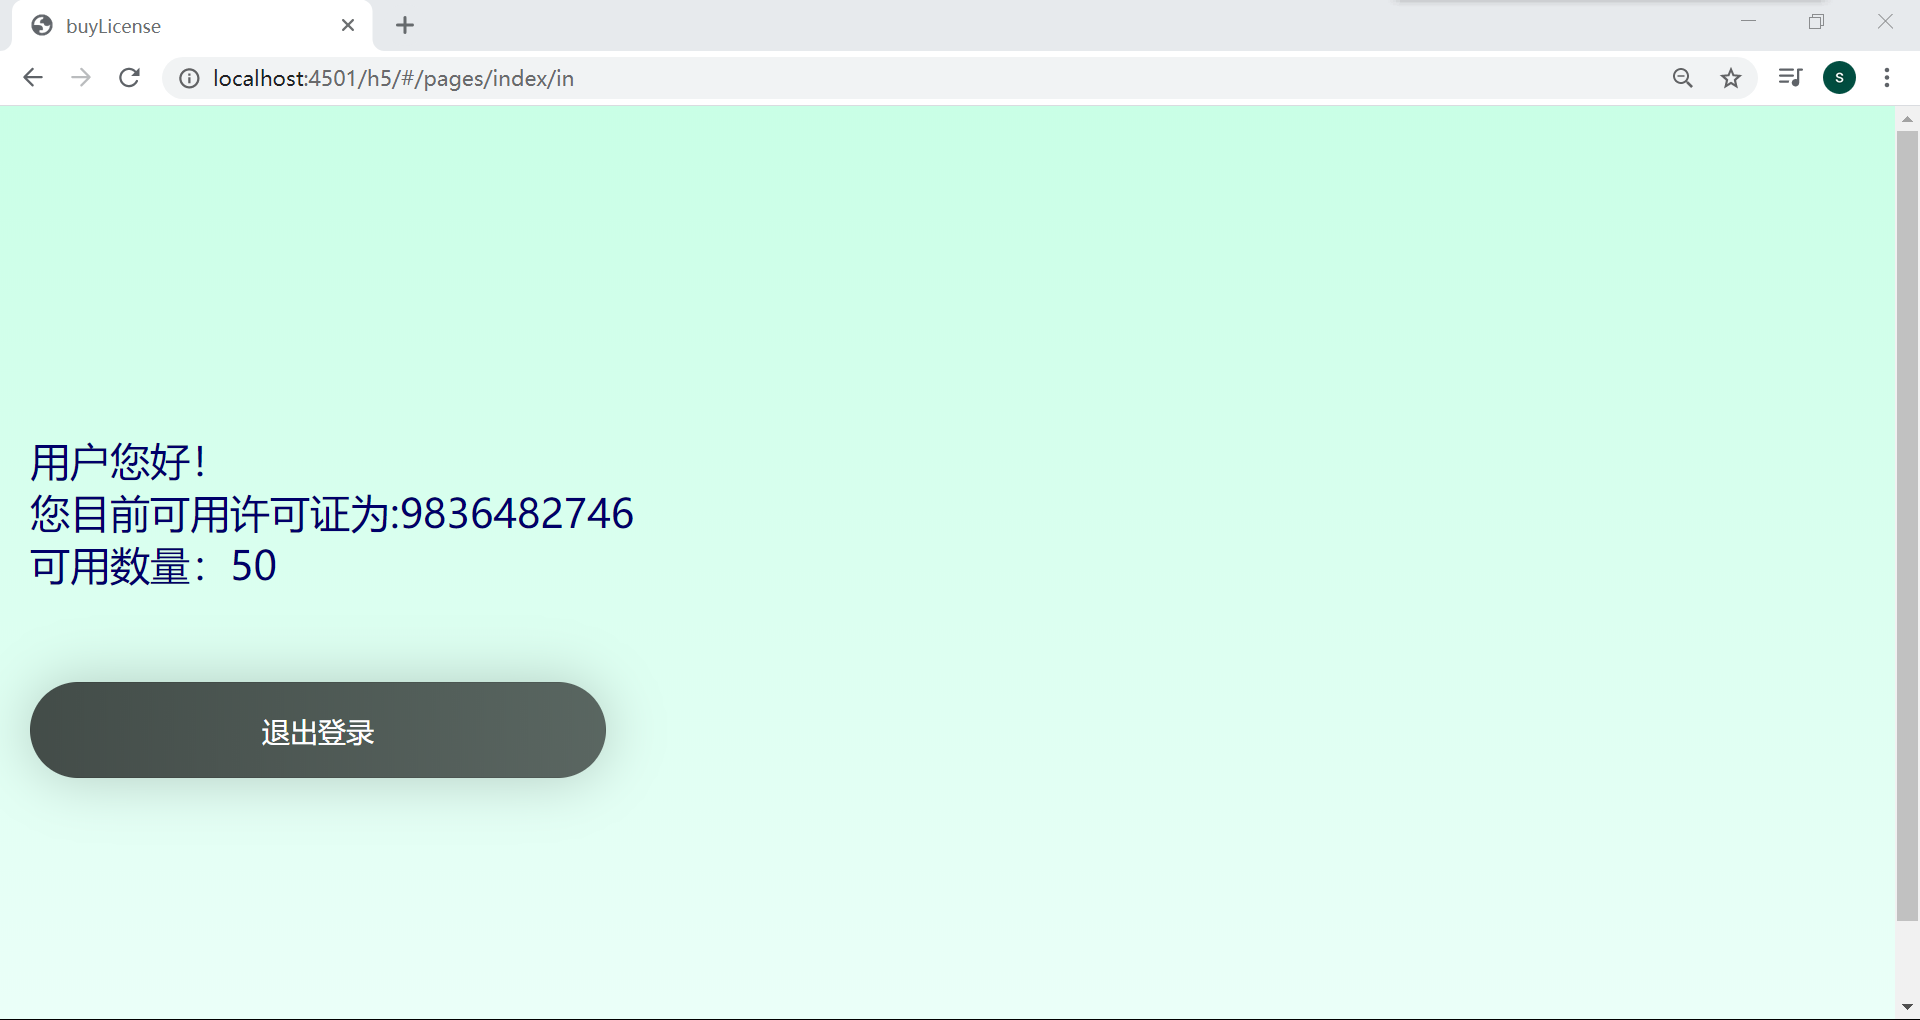 buyLicense
localhost:4501/h5/#/pages/index/in
S
用户您好！
您目前可用许可证为:9836482746
可用数量：50
退出登录